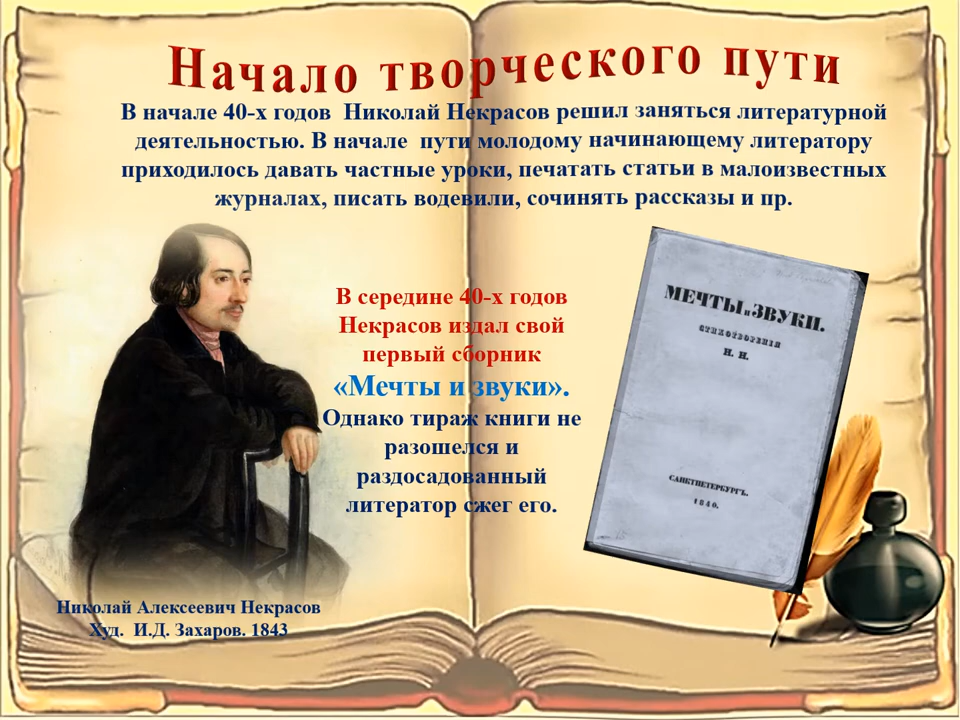 Начало творческого пути
В начале 40-х годов Николай Некрасов решил заняться литературной
деятельностью. В начале пути молодому начинающему литератору
приходилось давать частные уроки, печатать статьи в малоизвестных
журналах, писать водевили, сочинять рассказы и пр.
В середине 40-х годов
Некрасов издал свой
первый сборник
«Мечты и звуки».
Однако тираж книги не
разошелся и
раздосадованный
литератор сжег его.
МЕЧТЫ и ЗВУКИ.
СТИХОТВОРЕНІЯ
Н. Н.
САНКТПЕТЕРБУРГЪ.
1840.
Николай Алексеевич Некрасов
Худ. И.Д. Захаров. 1843